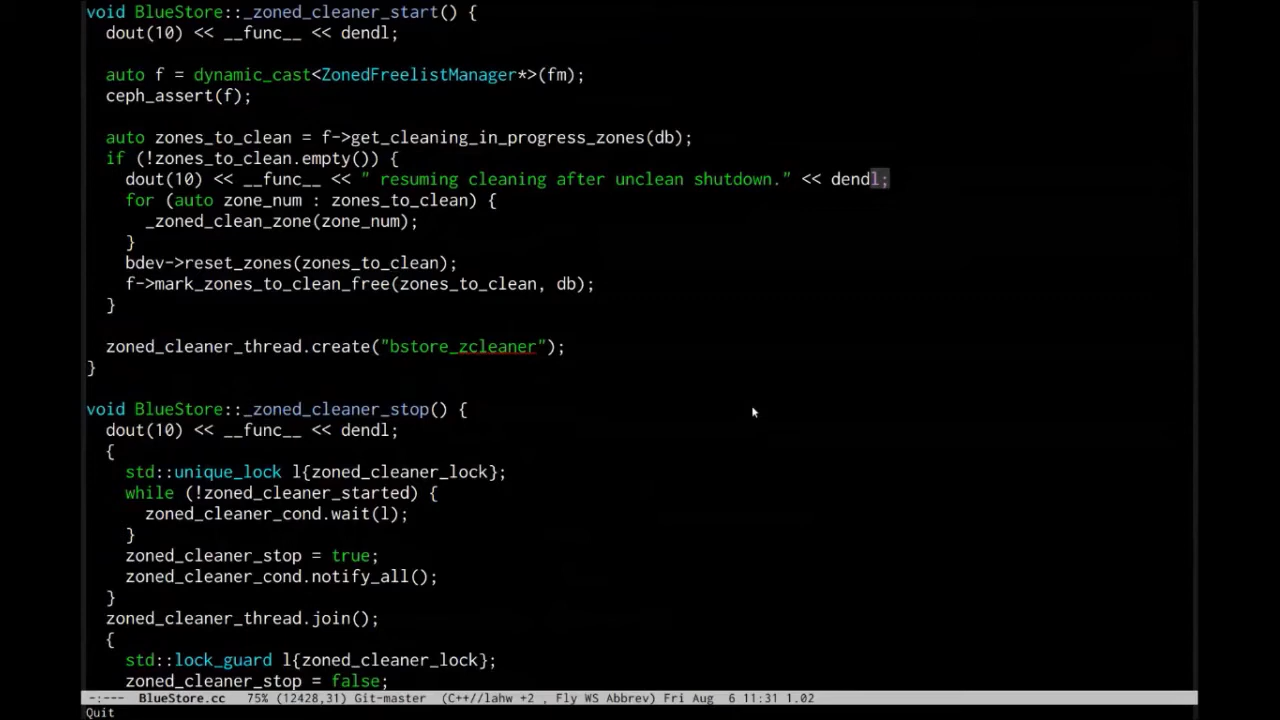 void BlueStore::_zoned_cleaner_start() {
  dout(10) << __func__ << dendl;

  auto f = dynamic_cast<ZonedFreelistManager*>(fm);
  ceph_assert(f);

  auto zones_to_clean = f->get_cleaning_in_progress_zones(db);
  if (!zones_to_clean.empty()) {
    dout(10) << __func__ << " resuming cleaning after unclean shutdown." << dendl;
    for (auto zone_num : zones_to_clean) {
      _zoned_clean_zone(zone_num);
    }
    bdev->reset_zones(zones_to_clean);
    f->mark_zones_to_clean_free(zones_to_clean, db);
  }

  zoned_cleaner_thread.create("bstore_zcleaner");
}

void BlueStore::_zoned_cleaner_stop() {
  dout(10) << __func__ << dendl;
  {
    std::unique_lock l{zoned_cleaner_lock};
    while (!zoned_cleaner_started) {
      zoned_cleaner_cond.wait(l);
    }
    zoned_cleaner_stop = true;
    zoned_cleaner_cond.notify_all();
  }
  zoned_cleaner_thread.join();
  {
    std::lock_guard l{zoned_cleaner_lock};
    zoned_cleaner_stop = false;
-:--- BlueStore.cc 75% (12428,31) Git-master (C++//lahw +2 , Fly WS Abbrev) Fri Aug 6 11:31 1.02
Quit